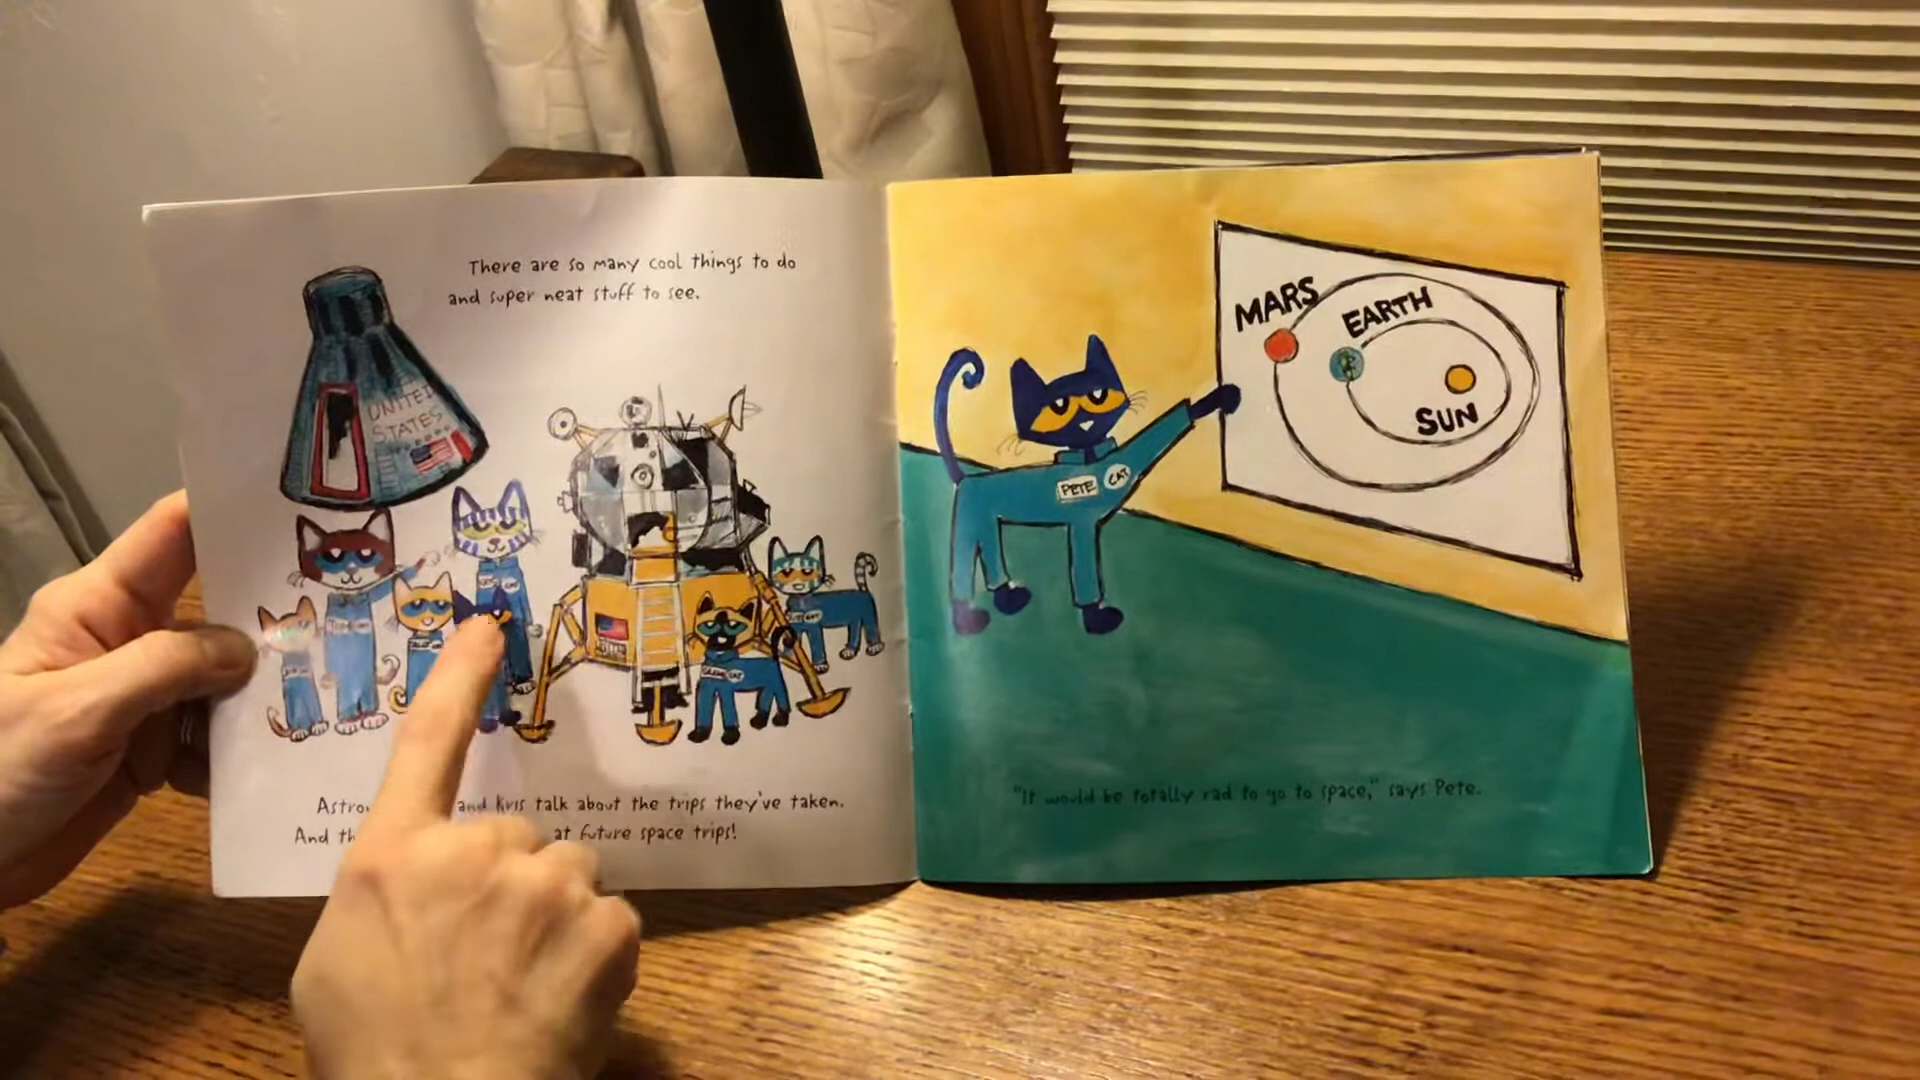 There are so many cool things to do
and super neat stuff to see.
UNITED
STATES
and Kris talk about the trips they've taken.
And at future space trips!
MARS
EARTH
SUN
PETE CAT
"It would be totally rad to go to space," says Pete.